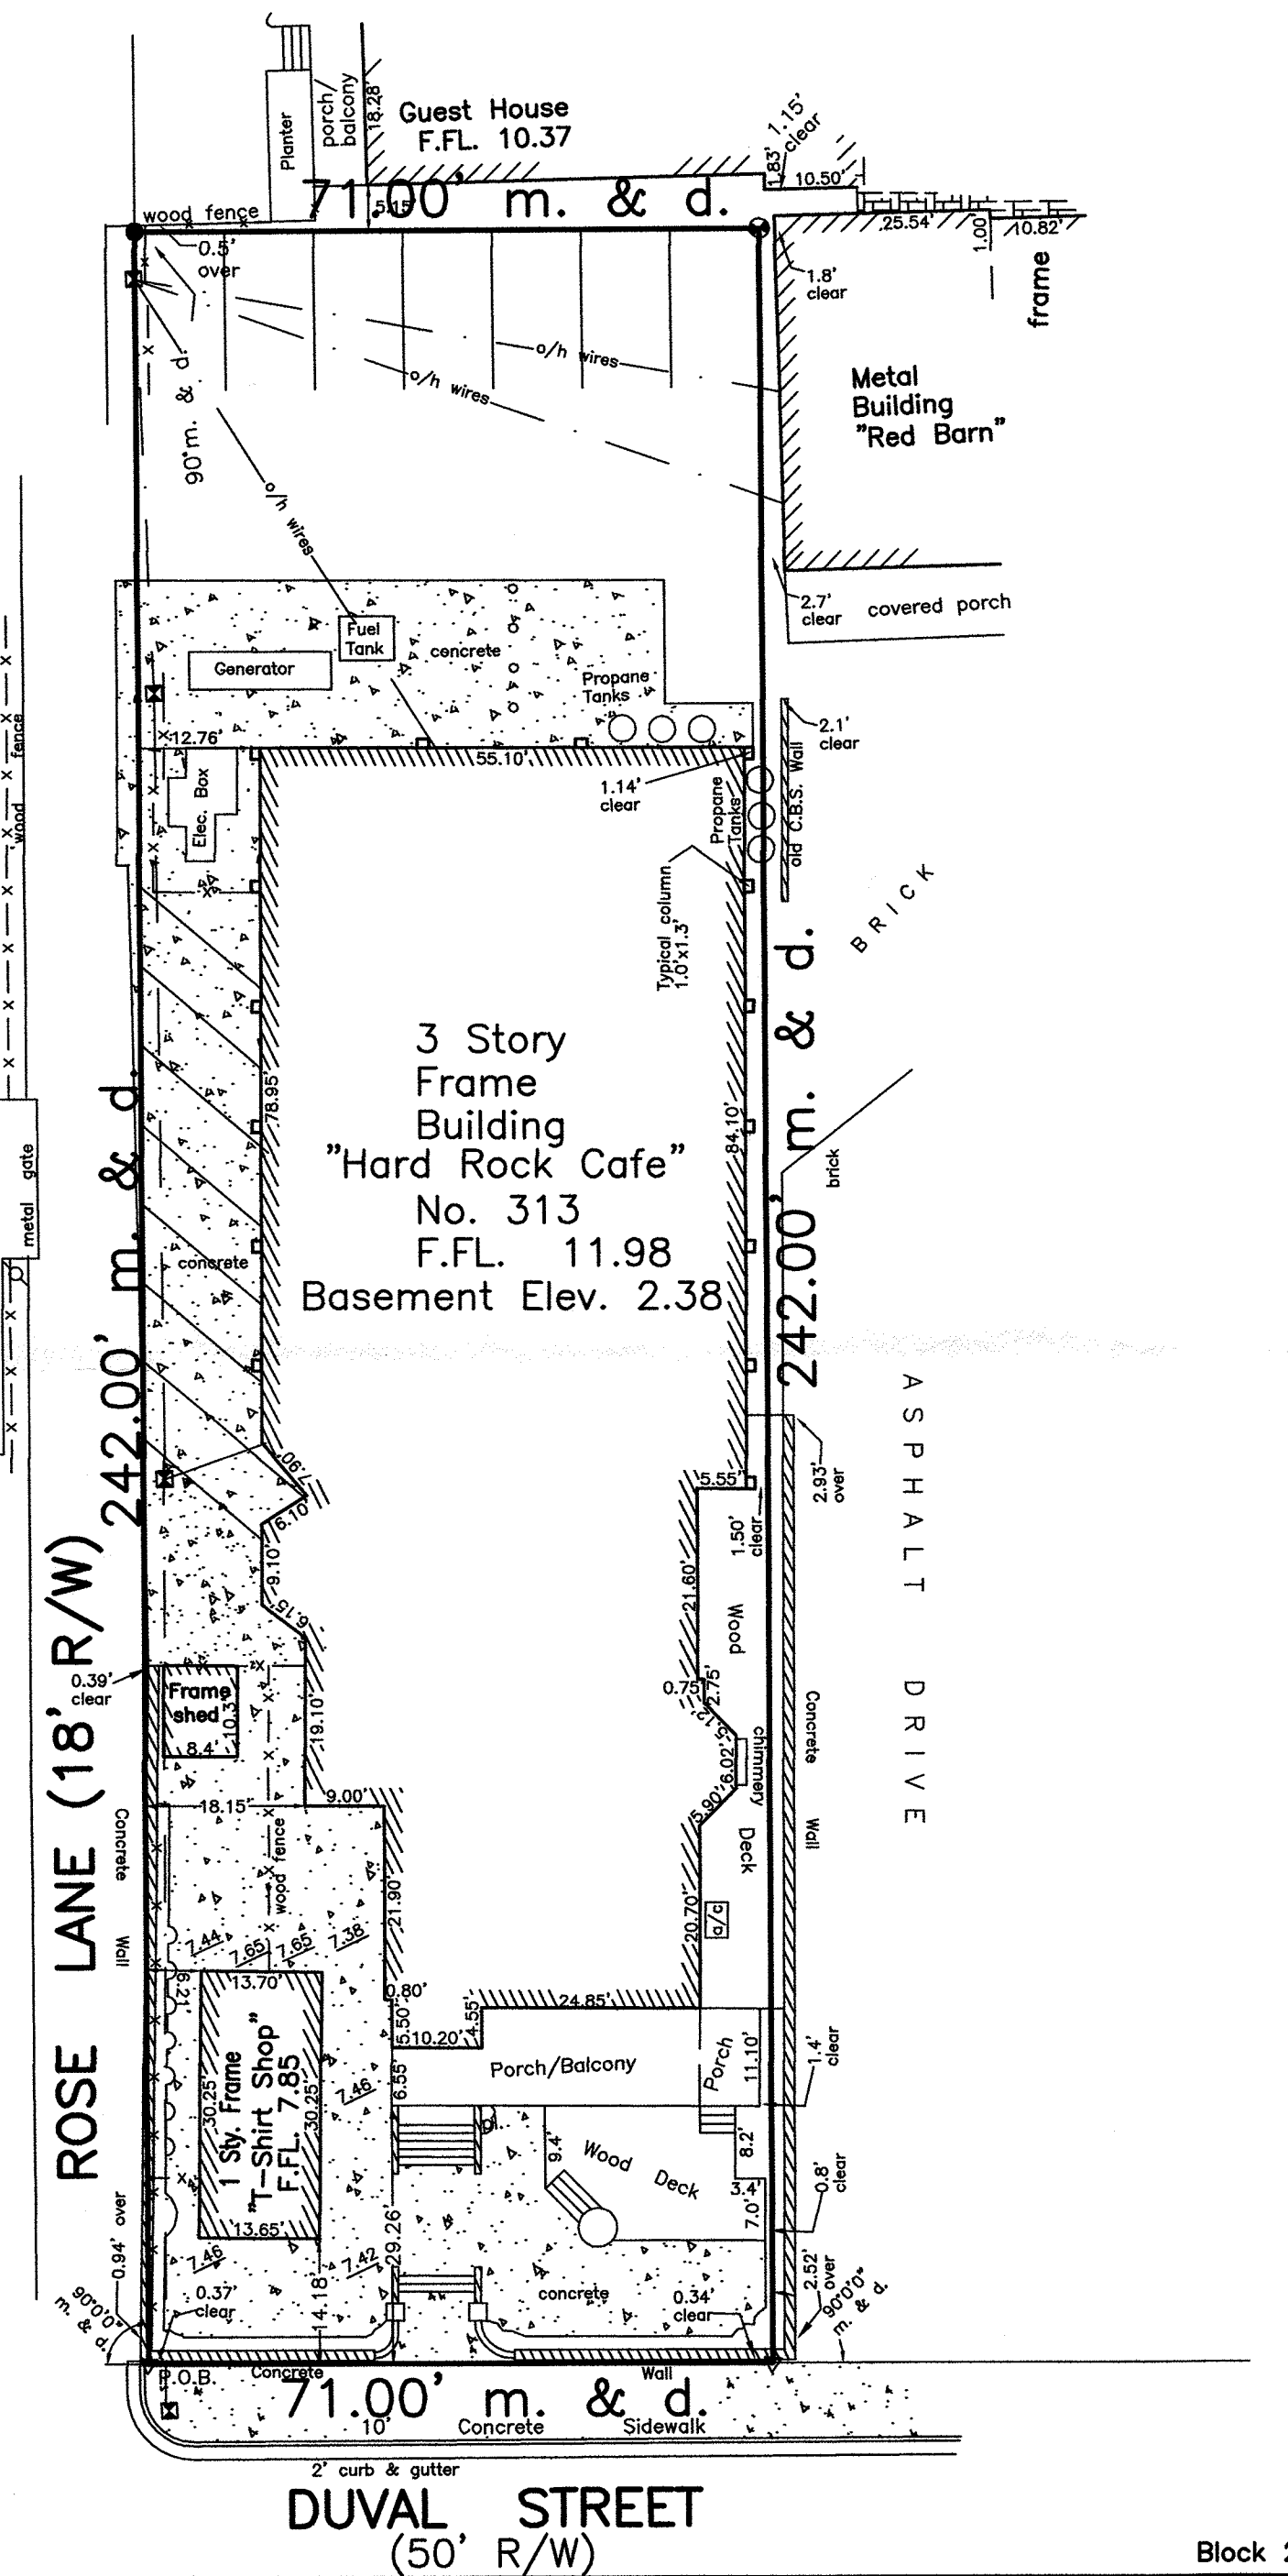 porch/
balcony
18.28'
Guest House
F.FL. 10.37
Planter
1.83'
1.15'
clear
10.50'
71.00' m. & d.
5.15'
wood fence
0.5'
over
25.54'
1.00
10.82'
frame
1.8'
clear
o/h wires
o/h wires
90° m. & d.
Metal
Building
"Red Barn"
o/h wires
2.7'
clear
covered porch
Fuel
Tank
Generator
concrete
Propane
Tanks
wood fence
12.76'
55.10'
2.1'
clear
1.14'
clear
Elec. Box
Propane
Tanks
old C.B.S. Wall
Typical column
1.0'x1.3'
BRICK
242.00' m. & d.
78.95'
3 Story
Frame
Building
"Hard Rock Cafe"
No. 313
F.FL. 11.98
Basement Elev. 2.38
84.10'
242.00' m. & d.
brick
metal gate
concrete
7.90'
6.10'
9.10'
6.15'
5.55'
1.50'
clear
2.93'
over
ASPHALT DRIVE
21.60'
Wood
Deck
0.75'
2.75'
5.12'
6.02'
chimney
5.90'
20.70'
a/c
Concrete Wall
0.39'
clear
Frame
shed
10.3'
8.4'
19.10'
18.15'
9.00'
wood fence
21.90'
Concrete Wall
ROSE LANE (18' R/W)
7.44
7.65
7.65
7.38
6.21'
13.70'
0.80'
5.50'
10.20'
4.55'
24.85'
30.25'
1 Sty. Frame
"T-Shirt Shop"
F.FL. 7.85
30.25'
13.65'
7.46
6.55'
Porch/Balcony
Porch
11.10'
1.4'
clear
pl.
9.4'
Wood Deck
8.2'
3.4'
7.0'
0.8'
clear
7.46
7.42
29.26'
14.18'
0.94' over
90°0'0"
m. & d.
0.37'
clear
concrete
0.34'
clear
2.52'
over
90°0'0"
m. & d.
P.O.B.
Concrete Wall
71.00' m. & d.
10' Concrete Sidewalk
2' curb & gutter
DUVAL STREET
(50' R/W)
Block